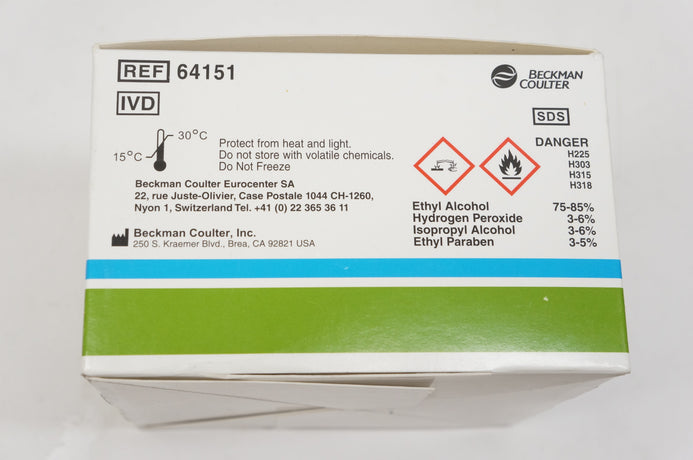 REF 64151
IVD
BECKMAN
COULTER
SDS
30°C
15°C
Protect from heat and light.
Do not store with volatile chemicals.
Do Not Freeze
DANGER
H225
H303
H315
H318
Beckman Coulter Eurocenter SA
22, rue Juste-Olivier, Case Postale 1044 CH-1260,
Nyon 1, Switzerland Tel. +41 (0) 22 365 36 11
Beckman Coulter, Inc.
250 S. Kraemer Blvd., Brea, CA 92821 USA
Ethyl Alcohol 75-85%
Hydrogen Peroxide 3-6%
Isopropyl Alcohol 3-6%
Ethyl Paraben 3-5%